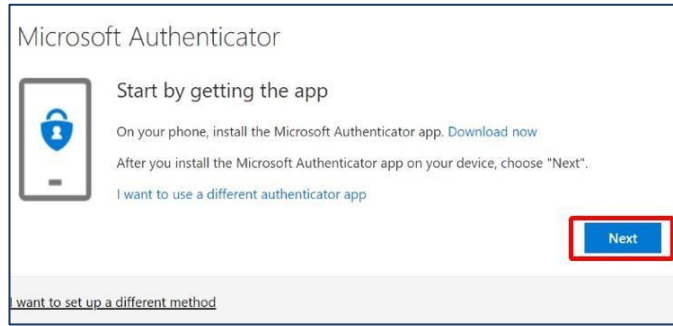 Microsoft Authenticator
Start by getting the app
On your phone, install the Microsoft Authenticator app. Download now
After you install the Microsoft Authenticator app on your device, choose "Next".
I want to use a different authenticator app
Next
I want to set up a different method